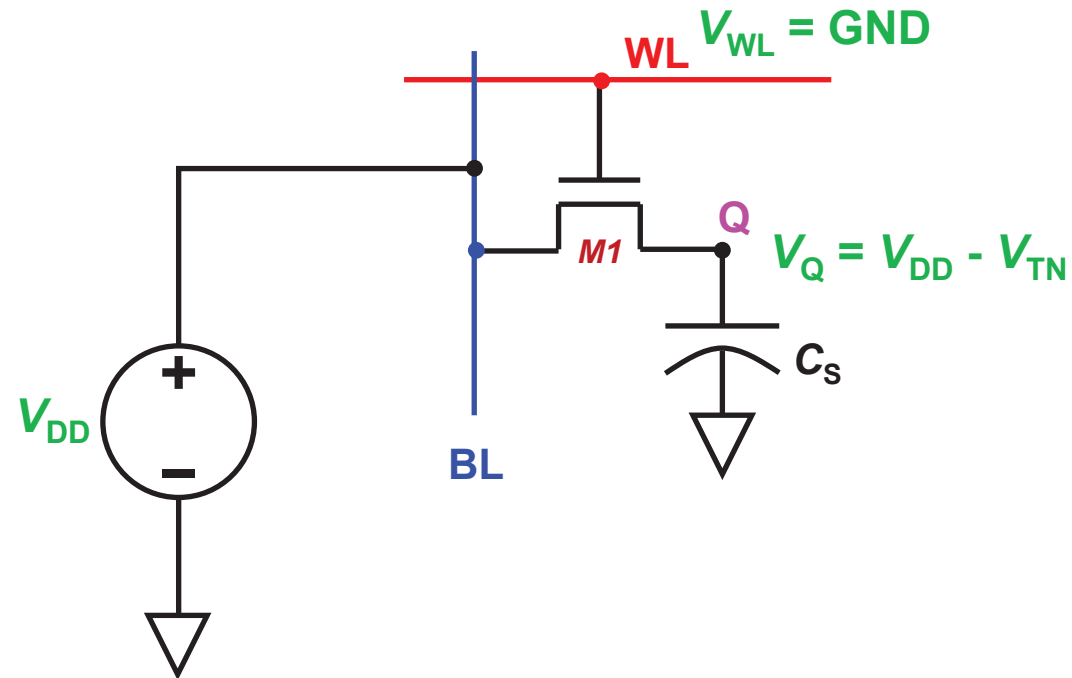 WL V_WL = GND
Q
M1
V_Q = V_DD - V_TN
C_S
+
V_DD
−
BL